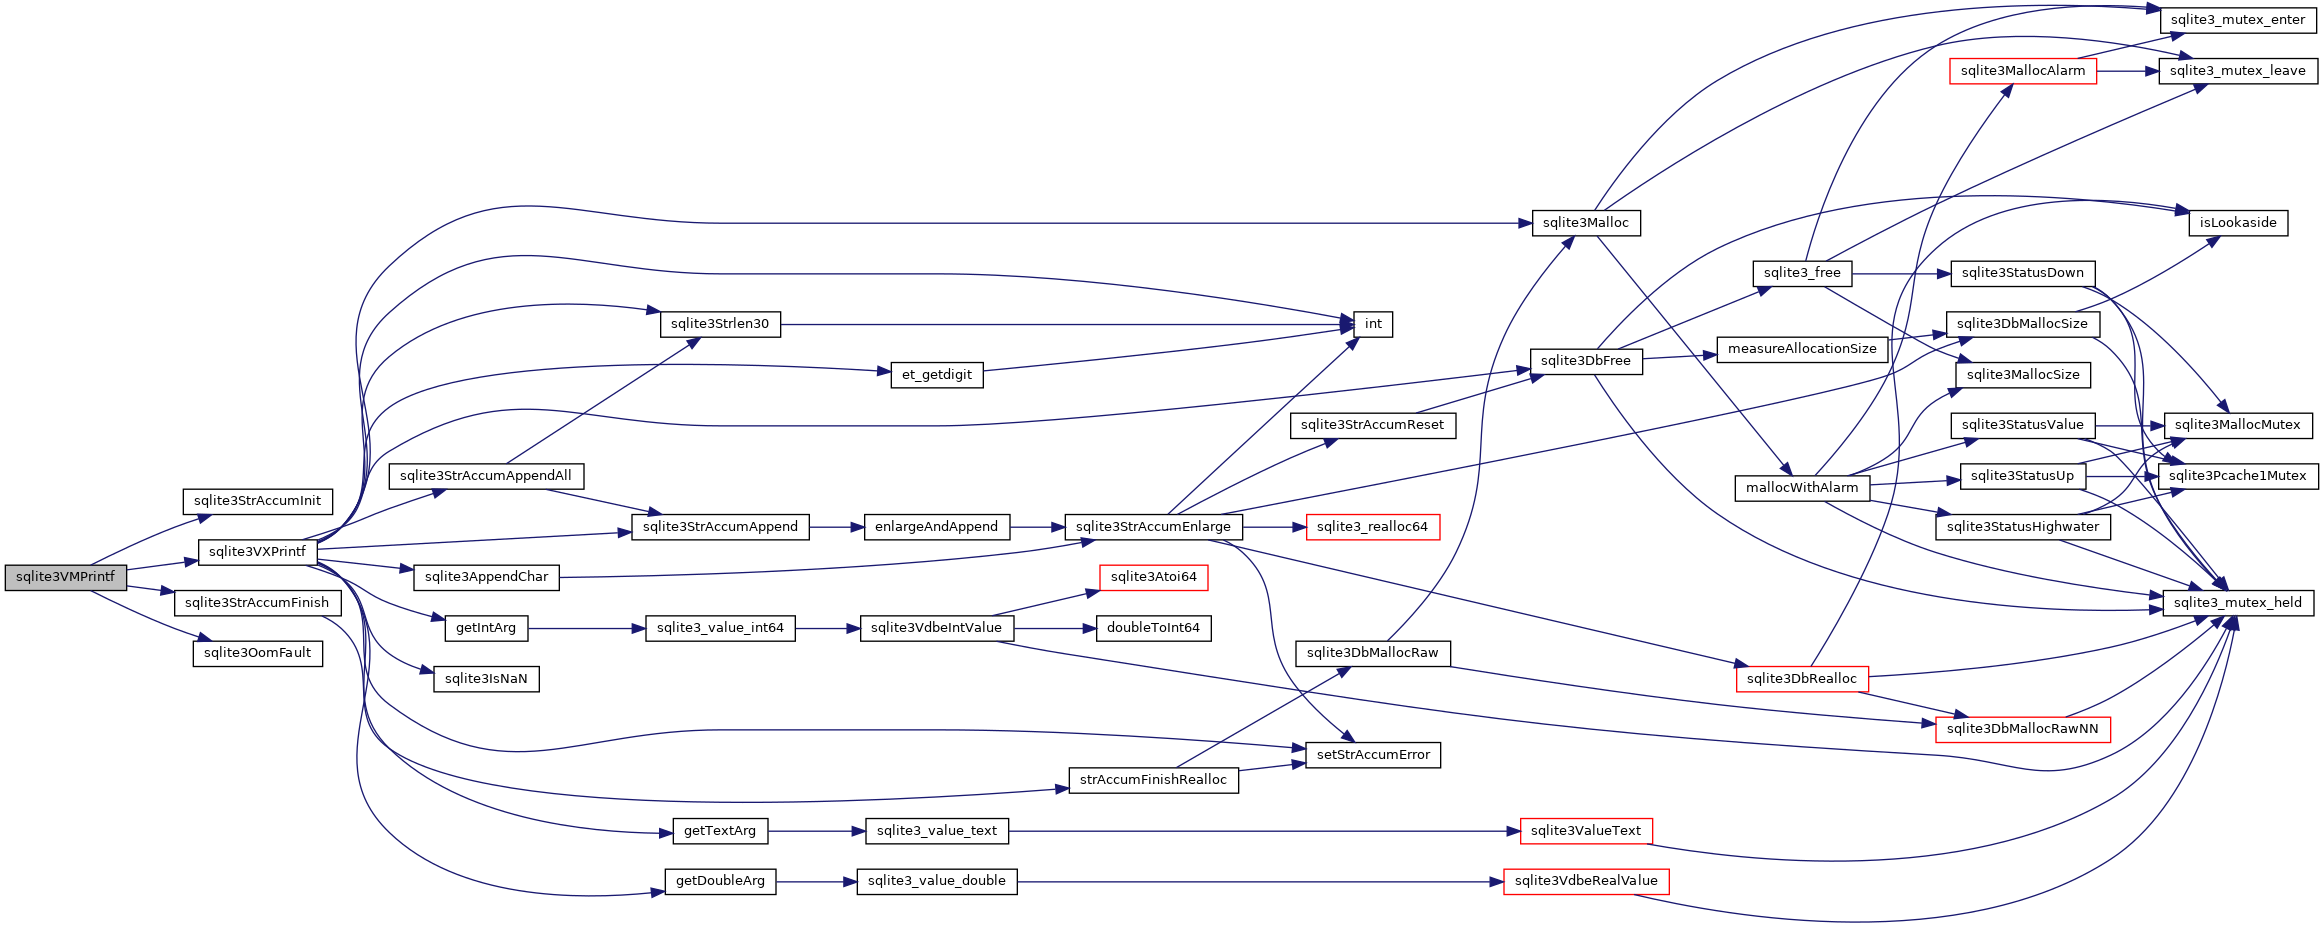 sqlite3VMPrintf
sqlite3StrAccumInit
sqlite3VXPrintf
sqlite3StrAccumFinish
sqlite3OomFault
sqlite3StrAccumAppendAll
sqlite3AppendChar
getIntArg
sqlite3IsNaN
sqlite3Strlen30
sqlite3StrAccumAppend
sqlite3_value_int64
getTextArg
getDoubleArg
et_getdigit
enlargeAndAppend
sqlite3VdbeIntValue
sqlite3_value_text
sqlite3_value_double
sqlite3StrAccumEnlarge
sqlite3Atoi64
doubleToInt64
strAccumFinishRealloc
int
sqlite3StrAccumReset
sqlite3_realloc64
sqlite3DbMallocRaw
setStrAccumError
sqlite3Malloc
sqlite3DbFree
sqlite3ValueText
sqlite3VdbeRealValue
sqlite3_free
measureAllocationSize
mallocWithAlarm
sqlite3DbRealloc
sqlite3MallocAlarm
sqlite3StatusDown
sqlite3DbMallocSize
sqlite3MallocSize
sqlite3StatusValue
sqlite3StatusUp
sqlite3StatusHighwater
sqlite3DbMallocRawNN
sqlite3_mutex_enter
sqlite3_mutex_leave
isLookaside
sqlite3MallocMutex
sqlite3Pcache1Mutex
sqlite3_mutex_held